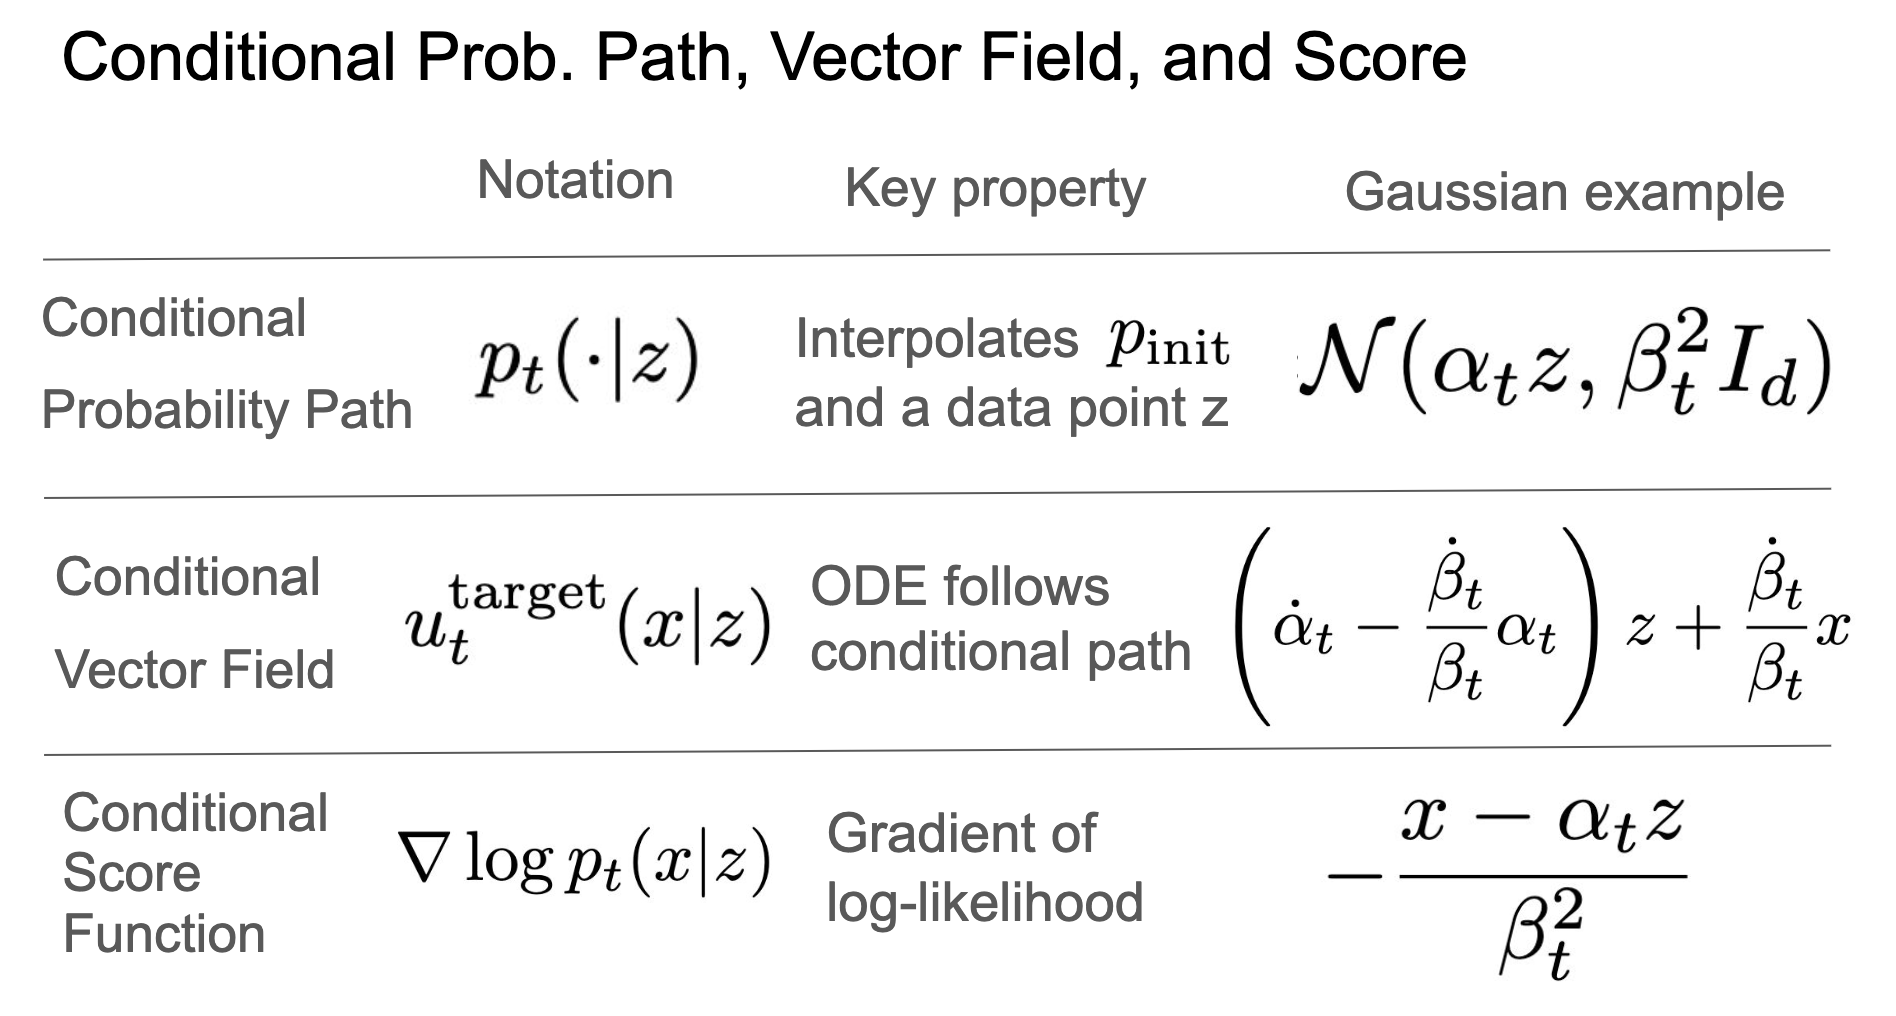 Conditional Prob. Path, Vector Field, and Score
Notation Key property Gaussian example
Conditional
Probability Path
$p_t(\cdot|z)$
Interpolates $p_{\text{init}}$
and a data point z
$\mathcal{N}(\alpha_t z, \beta_t^2 I_d)$
Conditional
Vector Field
$u_t^{\text{target}}(x|z)$
ODE follows
conditional path
$\left(\dot{\alpha}_t - \frac{\dot{\beta}_t}{\beta_t}\alpha_t\right) z + \frac{\dot{\beta}_t}{\beta_t} x$
Conditional
Score
Function
$\nabla \log p_t(x|z)$
Gradient of
log-likelihood
$-\frac{x - \alpha_t z}{\beta_t^2}$